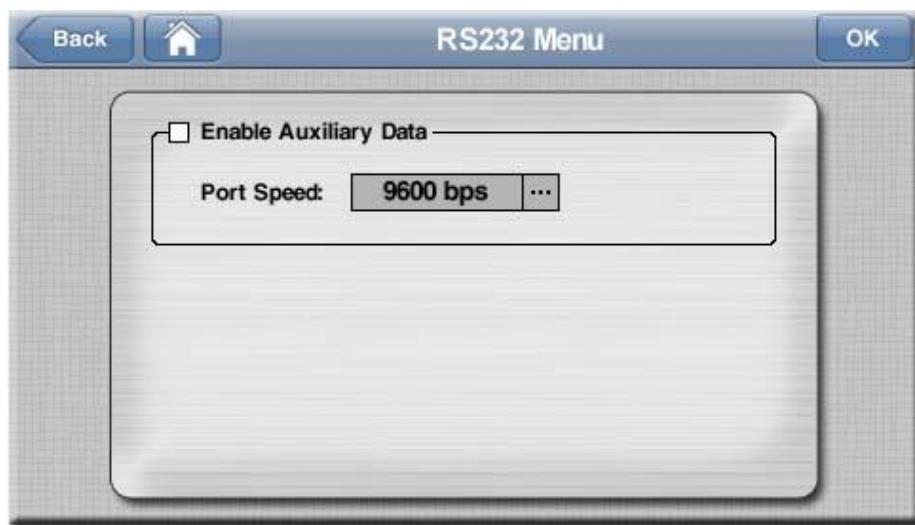 Back RS232 Menu OK
Enable Auxiliary Data
Port Speed: 9600 bps ...